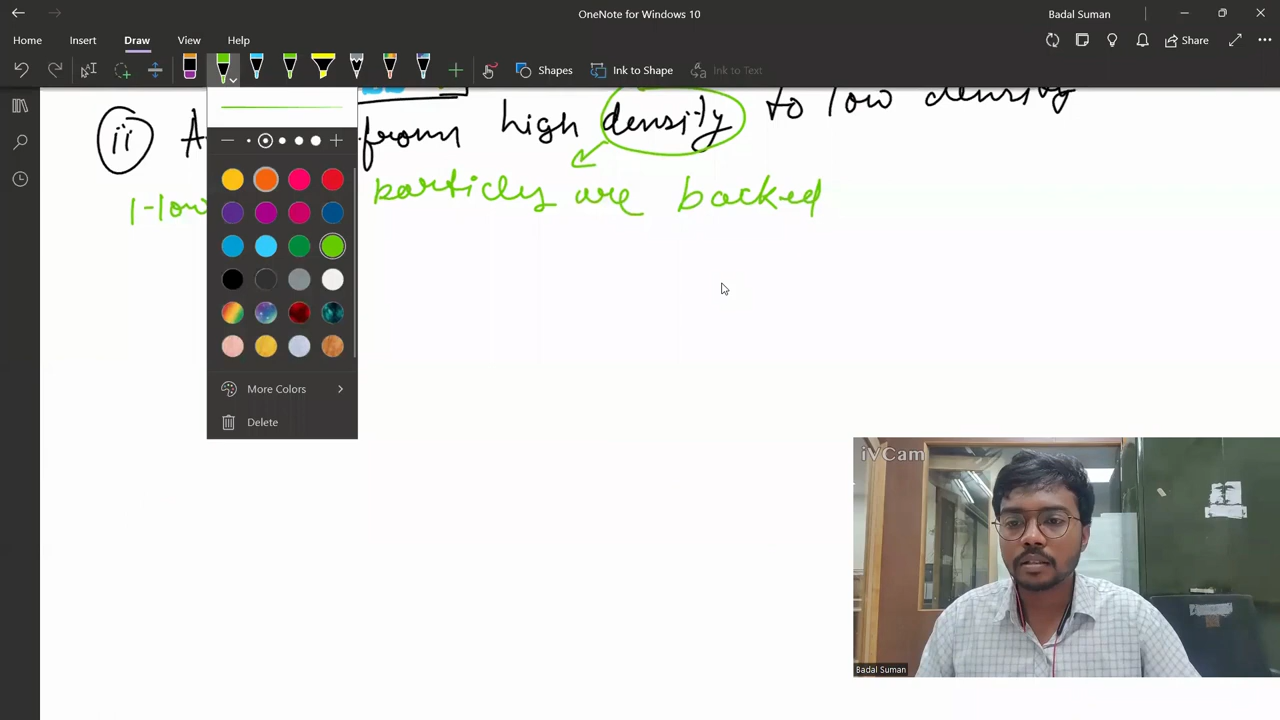 OneNote for Windows 10
Badal Suman
Home Insert Draw View Help
Share
Shapes Ink to Shape Ink to Text
(ii) from high density to low density
particles are backed
More Colors
Delete
iVCam
Badal Suman